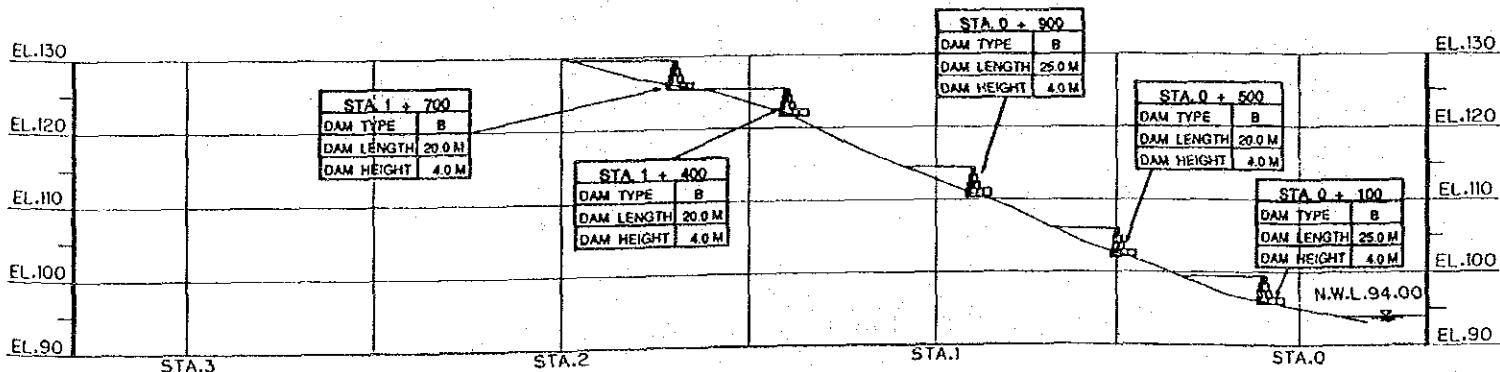 EL.130
EL.120
EL.110
EL.100
EL.90
STA. 1 + 700
DAM TYPE B
DAM LENGTH 20.0 M
DAM HEIGHT 4.0 M
STA. 1 + 400
DAM TYPE B
DAM LENGTH 20.0 M
DAM HEIGHT 4.0 M
STA. 0 + 900
DAM TYPE B
DAM LENGTH 25.0 M
DAM HEIGHT 4.0 M
STA. 0 + 500
DAM TYPE B
DAM LENGTH 20.0 M
DAM HEIGHT 4.0 M
STA. 0 + 100
DAM TYPE B
DAM LENGTH 25.0 M
DAM HEIGHT 4.0 M
N.W.L.94.00
EL.130
EL.120
EL.110
EL.100
EL.90
STA.3
STA.2
STA.1
STA.0